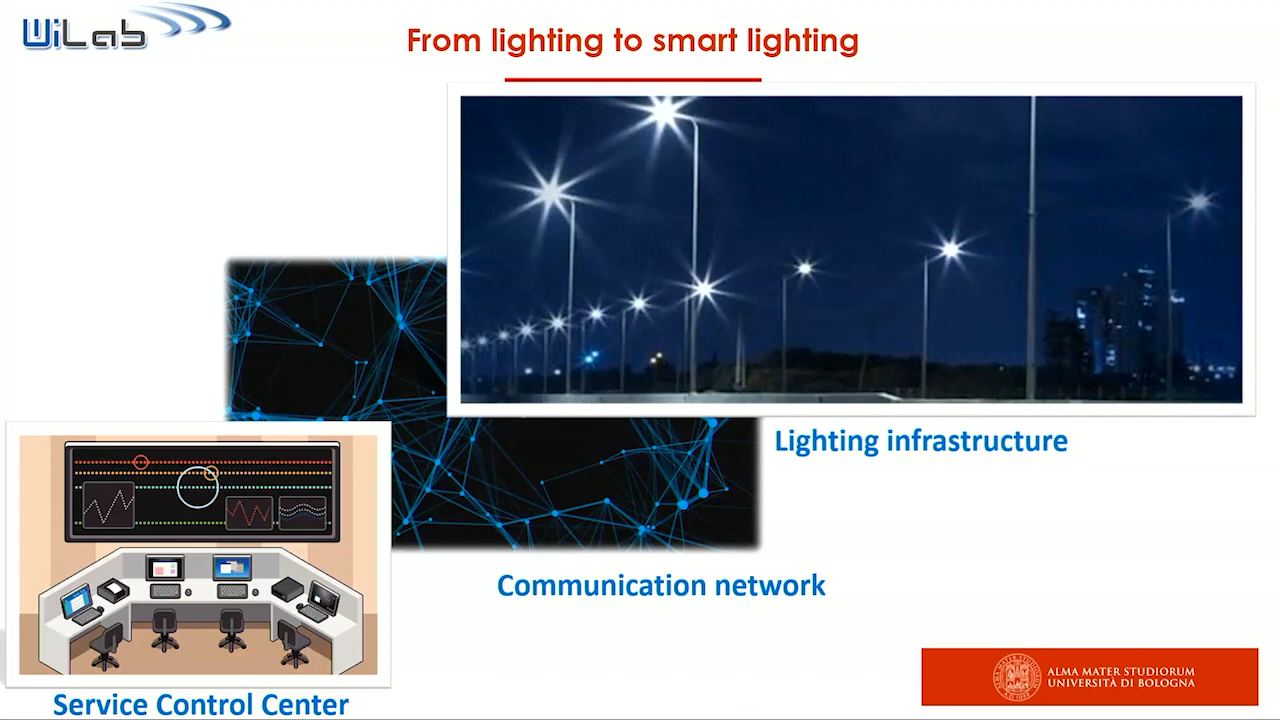 WiLab
From lighting to smart lighting
Lighting infrastructure
Communication network
Service Control Center
ALMA MATER STUDIORUM
UNIVERSITÀ DI BOLOGNA